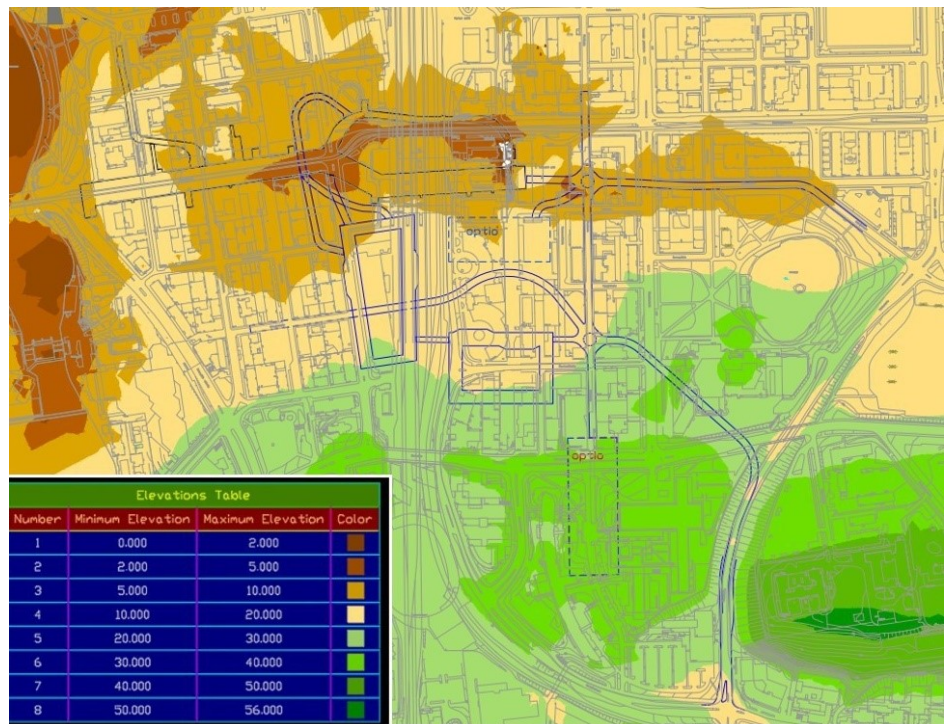 optio
optio
Elevations Table
Number Minimum Elevation Maximum Elevation Color
1 0.000 2.000
2 2.000 5.000
3 5.000 10.000
4 10.000 20.000
5 20.000 30.000
6 30.000 40.000
7 40.000 50.000
8 50.000 56.000